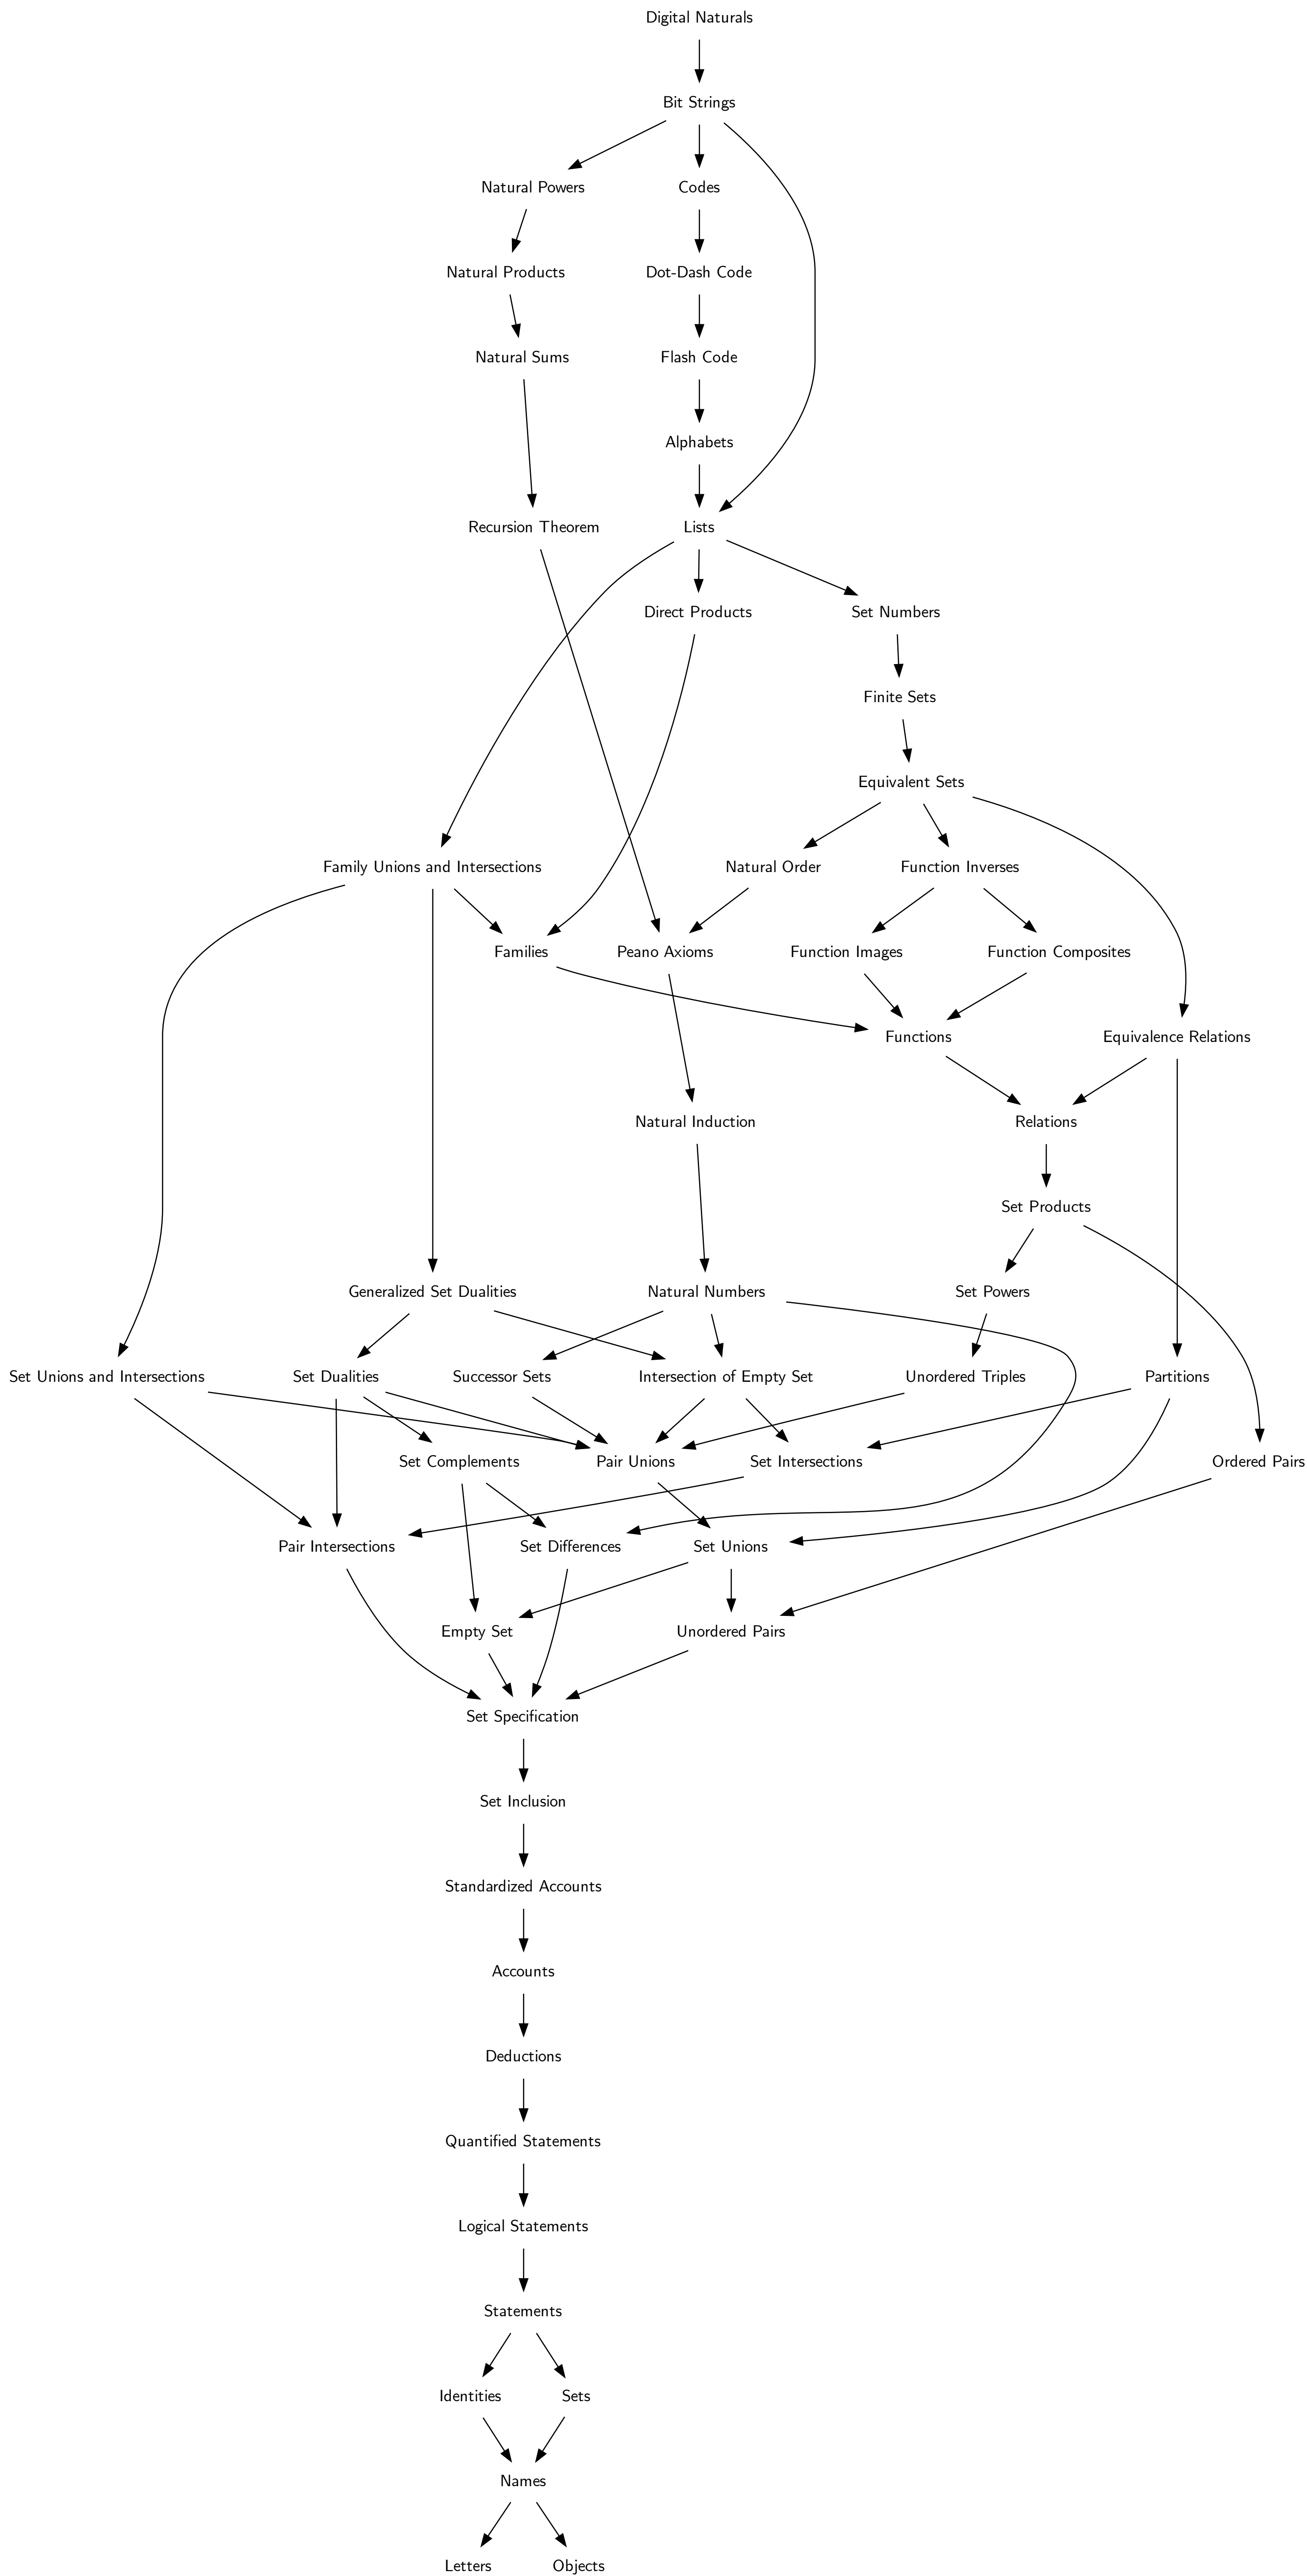 Digital Naturals
Bit Strings
Natural Powers
Codes
Natural Products
Dot-Dash Code
Natural Sums
Flash Code
Alphabets
Recursion Theorem
Lists
Direct Products
Set Numbers
Finite Sets
Equivalent Sets
Family Unions and Intersections
Natural Order
Function Inverses
Families
Peano Axioms
Function Images
Function Composites
Functions
Equivalence Relations
Natural Induction
Relations
Set Products
Generalized Set Dualities
Natural Numbers
Set Powers
Set Unions and Intersections
Set Dualities
Successor Sets
Intersection of Empty Set
Unordered Triples
Partitions
Set Complements
Pair Unions
Set Intersections
Ordered Pairs
Pair Intersections
Set Differences
Set Unions
Empty Set
Unordered Pairs
Set Specification
Set Inclusion
Standardized Accounts
Accounts
Deductions
Quantified Statements
Logical Statements
Statements
Identities
Sets
Names
Letters
Objects